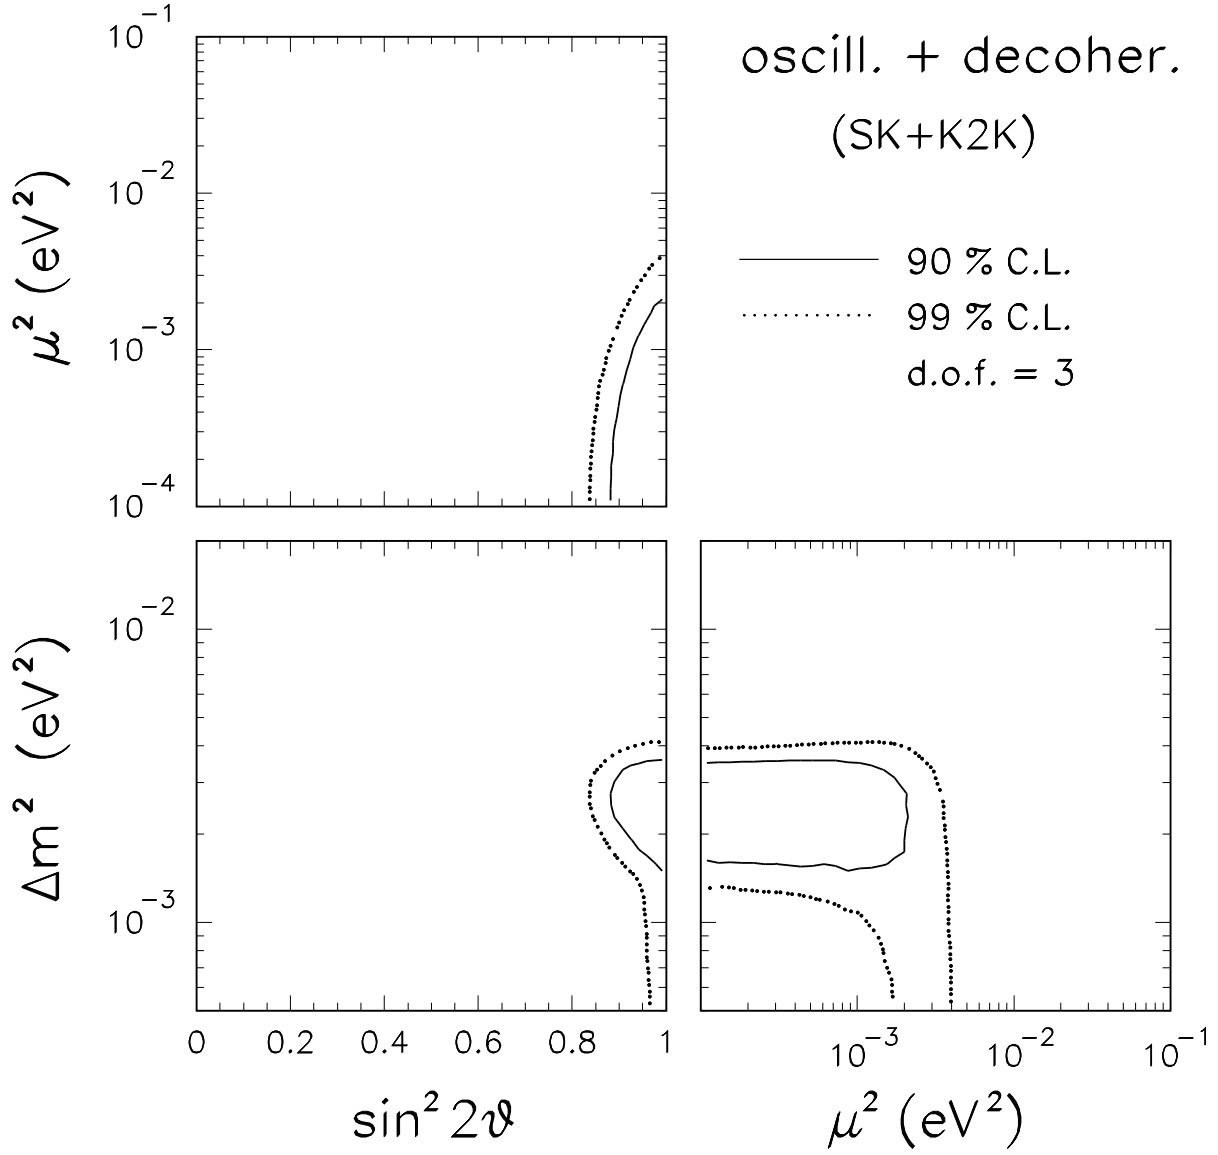 oscill. + decoher.
(SK+K2K)
90 % C.L.
99 % C.L.
d.o.f. = 3
μ² (eV²)
10⁻¹
10⁻²
10⁻³
10⁻⁴
Δm² (eV²)
10⁻²
10⁻³
0 0.2 0.4 0.6 0.8 1
sin² 2ϑ
10⁻³ 10⁻² 10⁻¹
μ² (eV²)